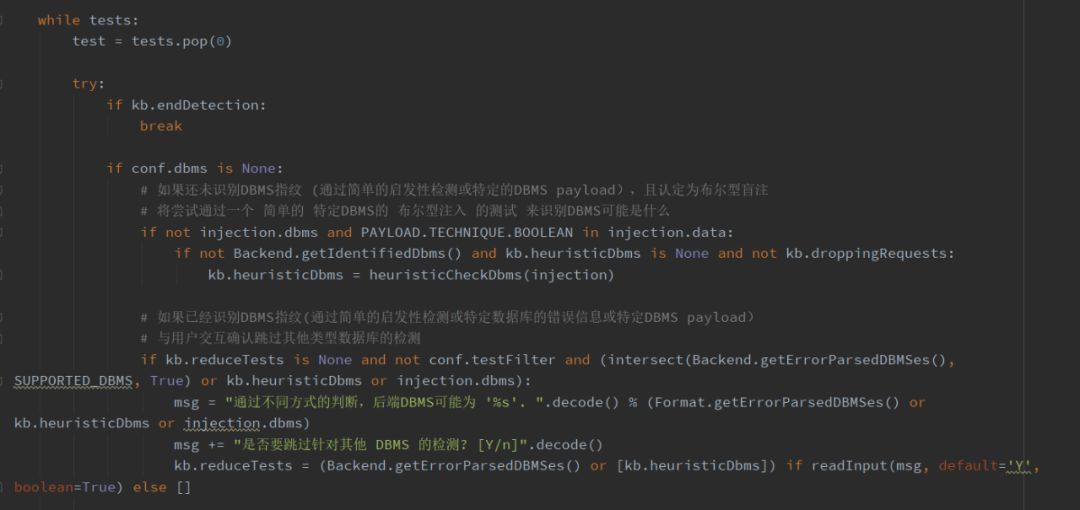 while tests:
test = tests.pop(0)
try:
if kb.endDetection:
break
if conf.dbms is None:
# 如果还未识别DBMS指纹 (通过简单的启发性检测或特定的DBMS payload），且认定为布尔型盲注
# 将尝试通过一个 简单的 特定DBMS的 布尔型注入 的测试 来识别DBMS可能是什么
if not injection.dbms and PAYLOAD.TECHNIQUE.BOOLEAN in injection.data:
if not Backend.getIdentifiedDbms() and kb.heuristicDbms is None and not kb.droppingRequests:
kb.heuristicDbms = heuristicCheckDbms(injection)
# 如果已经识别DBMS指纹(通过简单的启发性检测或特定数据库的错误信息或特定DBMS payload）
# 与用户交互确认跳过其他类型数据库的检测
if kb.reduceTests is None and not conf.testFilter and (intersect(Backend.getErrorParsedDBMSes(),
SUPPORTED_DBMS, True) or kb.heuristicDbms or injection.dbms):
msg = "通过不同方式的判断，后端DBMS可能为 '%s'. ".decode() % (Format.getErrorParsedDBMSes() or
kb.heuristicDbms or injection.dbms)
msg += "是否要跳过针对其他 DBMS 的检测? [Y/n]".decode()
kb.reduceTests = (Backend.getErrorParsedDBMSes() or [kb.heuristicDbms]) if readInput(msg, default='Y',
boolean=True) else []